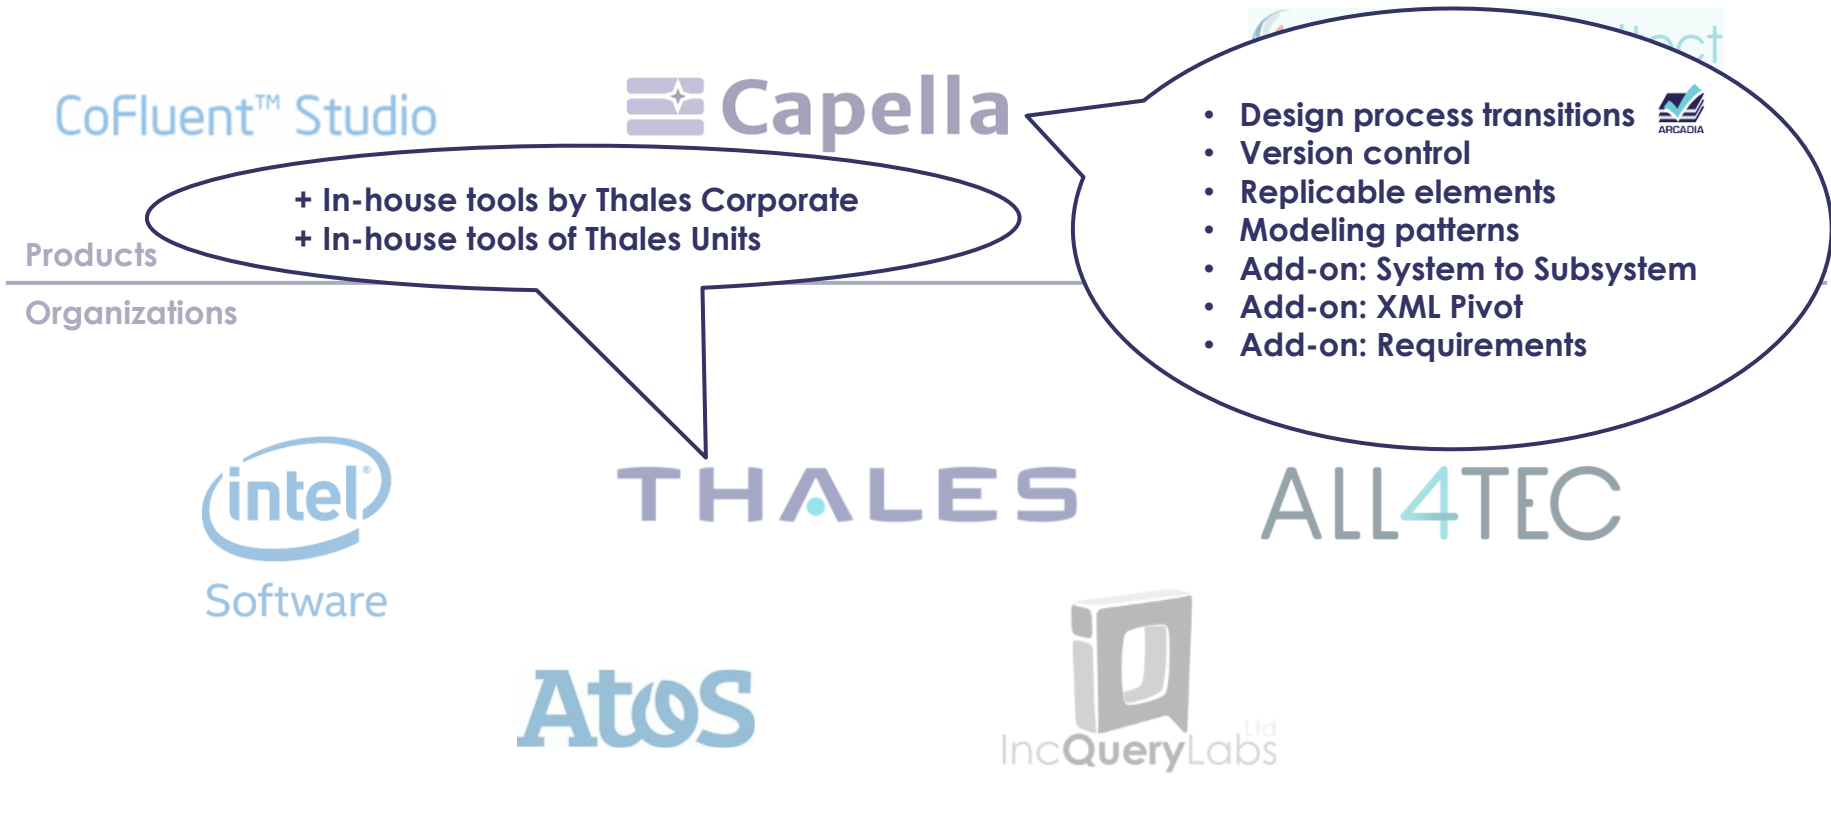 CoFluent™ Studio
Capella
• Design process transitions
ARCADIA
• Version control
• Replicable elements
• Modeling patterns
• Add-on: System to Subsystem
• Add-on: XML Pivot
• Add-on: Requirements
+ In-house tools by Thales Corporate
+ In-house tools of Thales Units
Products
Organizations
intel®
Software
THALES
ALL4TEC
Atos
IncQueryLabs
Ltd